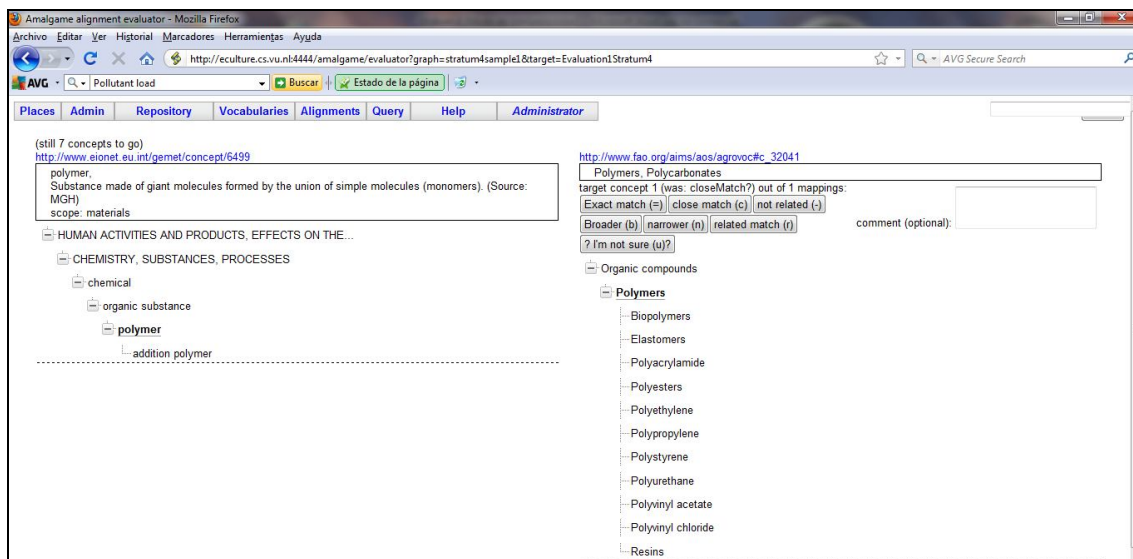 Amalgame alignment evaluator - Mozilla Firefox
Archivo Editar Ver Historial Marcadores Herramientas Ayuda
http://eculture.cs.vu.nl:4444/amalgame/evaluator?graph=stratum4sample1&target=Evaluation1Stratum4
AVG Secure Search
AVG Pollutant load Buscar Estado de la página
Places Admin Repository Vocabularies Alignments Query Help Administrator
(still 7 concepts to go)
http://www.eionet.eu.int/gemet/concept/6499
polymer,
Substance made of giant molecules formed by the union of simple molecules (monomers). (Source:
MGH)
scope: materials
HUMAN ACTIVITIES AND PRODUCTS, EFFECTS ON THE...
CHEMISTRY, SUBSTANCES, PROCESSES
chemical
organic substance
polymer
addition polymer
http://www.fao.org/aims/aos/agrovoc#c_32041
Polymers, Polycarbonates
target concept 1 (was: closeMatch?) out of 1 mappings:
Exact match (=) close match (c) not related (-)
Broader (b) narrower (n) related match (r)
comment (optional):
? I'm not sure (u)?
Organic compounds
Polymers
Biopolymers
Elastomers
Polyacrylamide
Polyesters
Polyethylene
Polypropylene
Polystyrene
Polyurethane
Polyvinyl acetate
Polyvinyl chloride
Resins